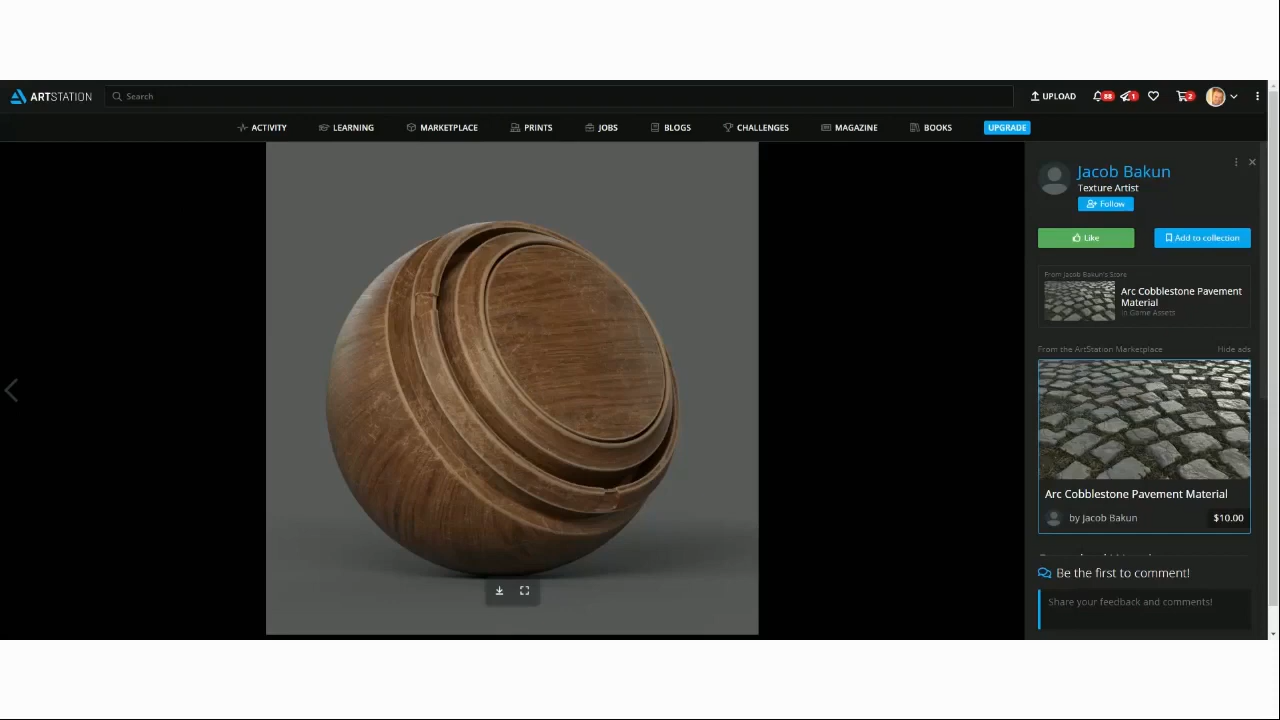 ARTSTATION
Search
UPLOAD
88
1
2
ACTIVITY
LEARNING
MARKETPLACE
PRINTS
JOBS
BLOGS
CHALLENGES
MAGAZINE
BOOKS
UPGRADE
Jacob Bakun
Texture Artist
Follow
Like
Add to collection
From Jacob Bakun's Store
Arc Cobblestone Pavement
Material
in Game Assets
From the ArtStation Marketplace
Hide ads
Arc Cobblestone Pavement Material
by Jacob Bakun
$10.00
Be the first to comment!
Share your feedback and comments!